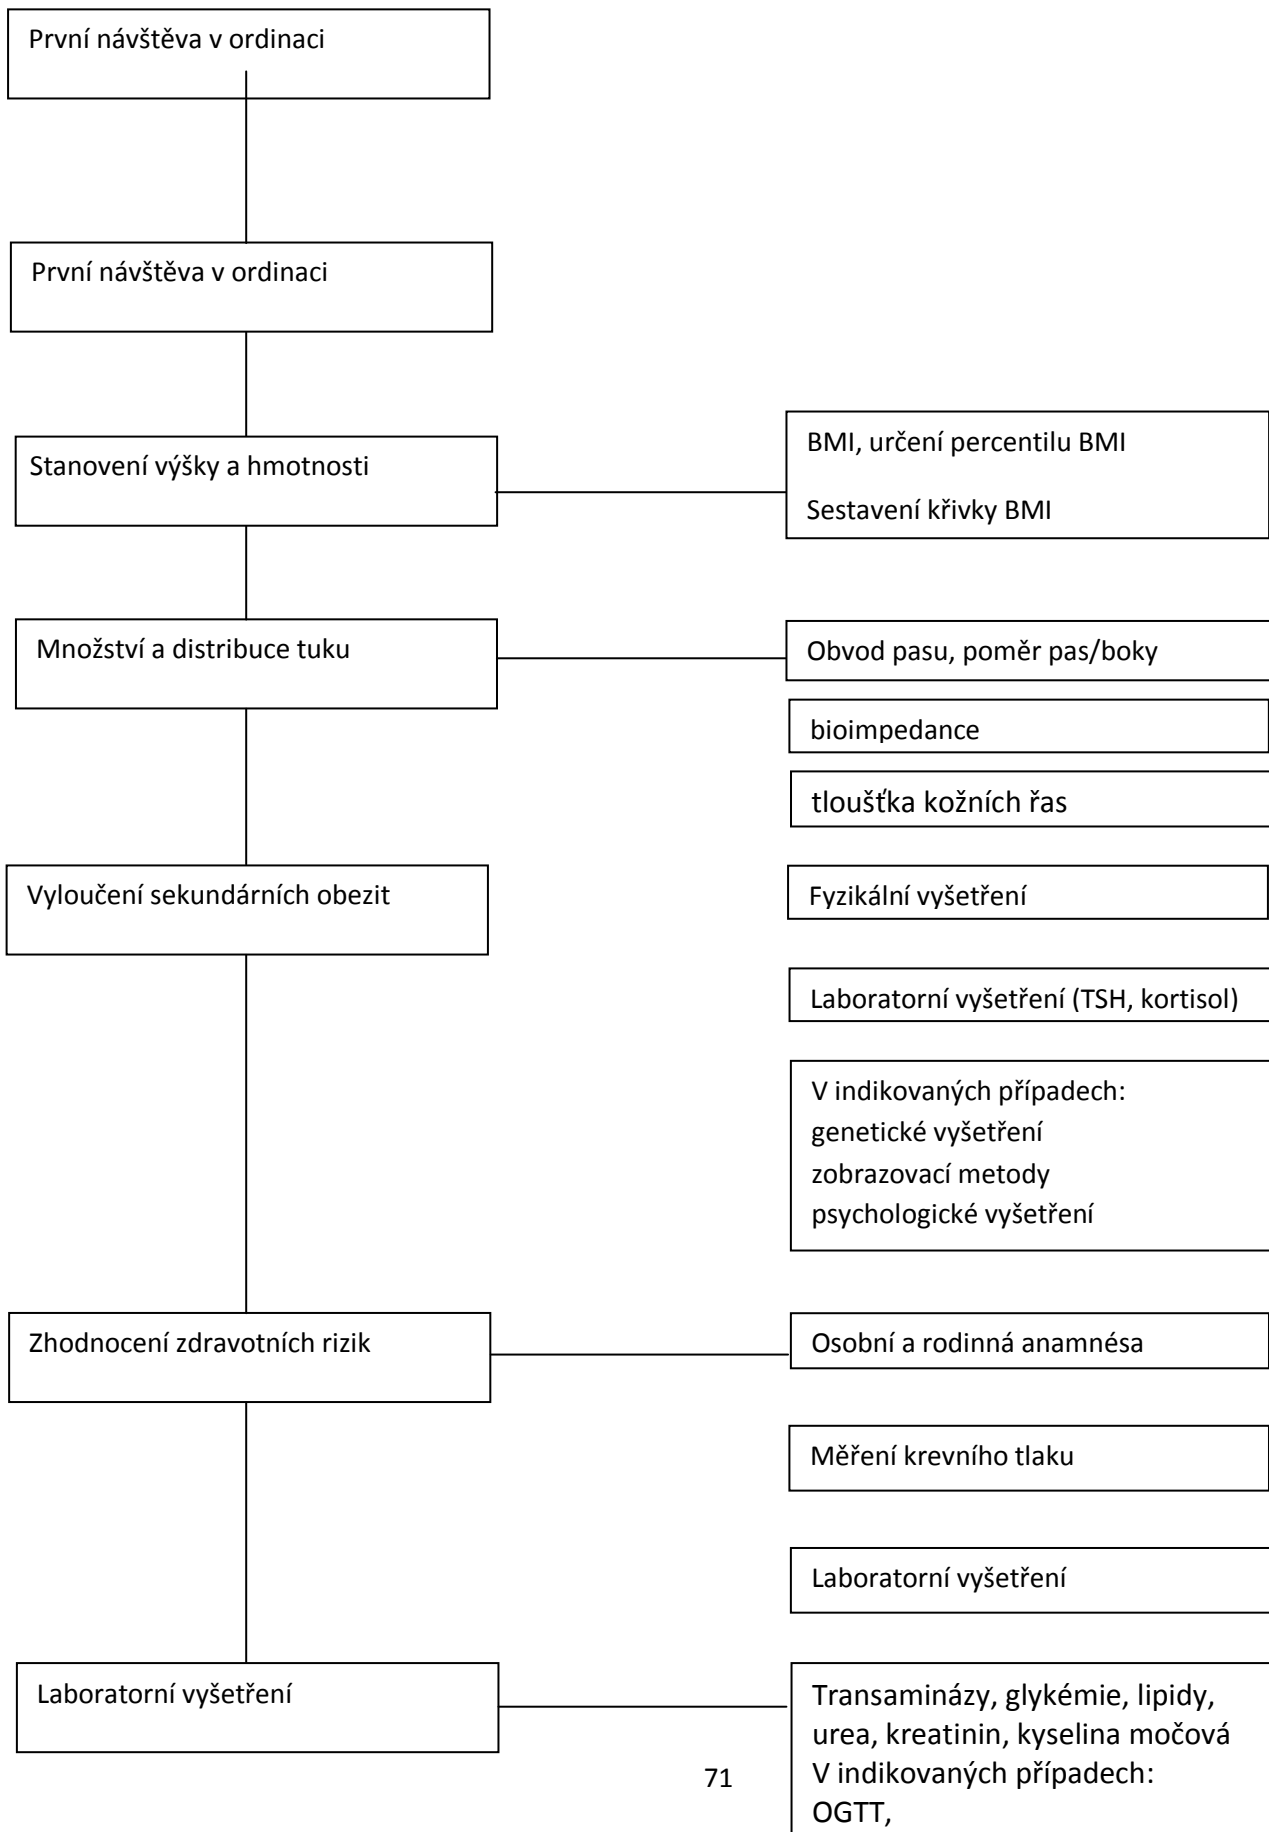 První návštěva v ordinaci
První návštěva v ordinaci
Stanovení výšky a hmotnosti
BMI, určení percentilu BMI
Sestavení křivky BMI
Množství a distribuce tuku
Obvod pasu, poměr pas/boky
bioimpedance
tloušťka kožních řas
Vyloučení sekundárních obezit
Fyzikální vyšetření
Laboratorní vyšetření (TSH, kortisol)
V indikovaných případech:
genetické vyšetření
zobrazovací metody
psychologické vyšetření
Zhodnocení zdravotních rizik
Osobní a rodinná anamnésa
Měření krevního tlaku
Laboratorní vyšetření
Laboratorní vyšetření
Transaminázy, glykémie, lipidy,
urea, kreatinin, kyselina močová
V indikovaných případech:
OGTT,
71